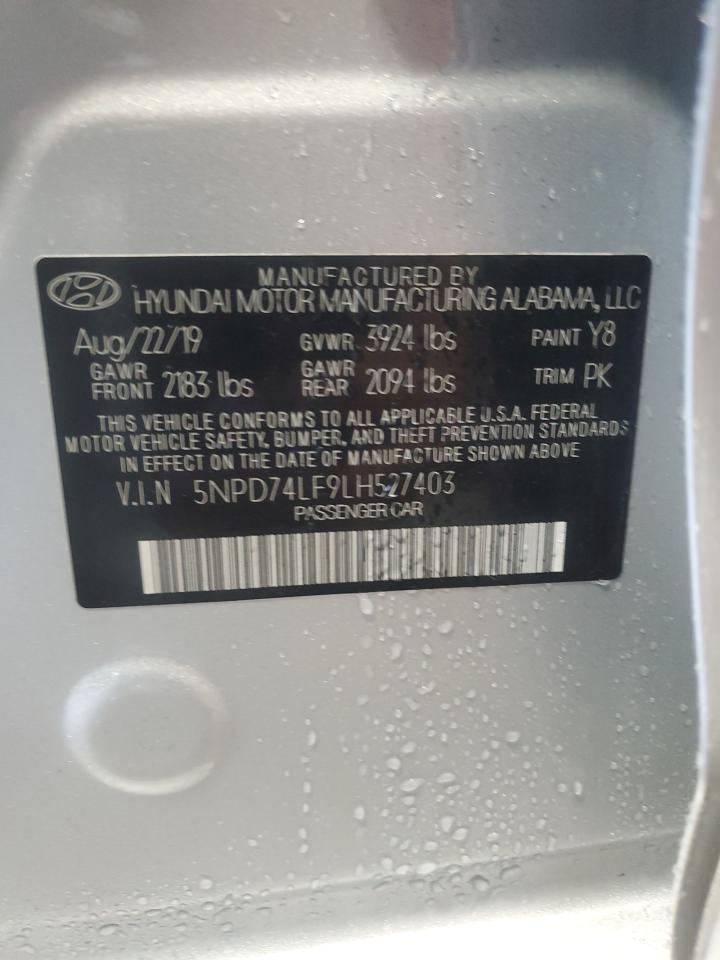 MANUFACTURED BY
HYUNDAI MOTOR MANUFACTURING ALABAMA, LLC
Aug/22/19 GVWR 3924 lbs PAINT Y8
GAWR FRONT 2183 lbs GAWR REAR 2094 lbs TRIM PK
THIS VEHICLE CONFORMS TO ALL APPLICABLE U.S.A. FEDERAL
MOTOR VEHICLE SAFETY, BUMPER, AND THEFT PREVENTION STANDARDS
IN EFFECT ON THE DATE OF MANUFACTURE SHOWN ABOVE
V.I.N 5NPD74LF9LH527403
PASSENGER CAR